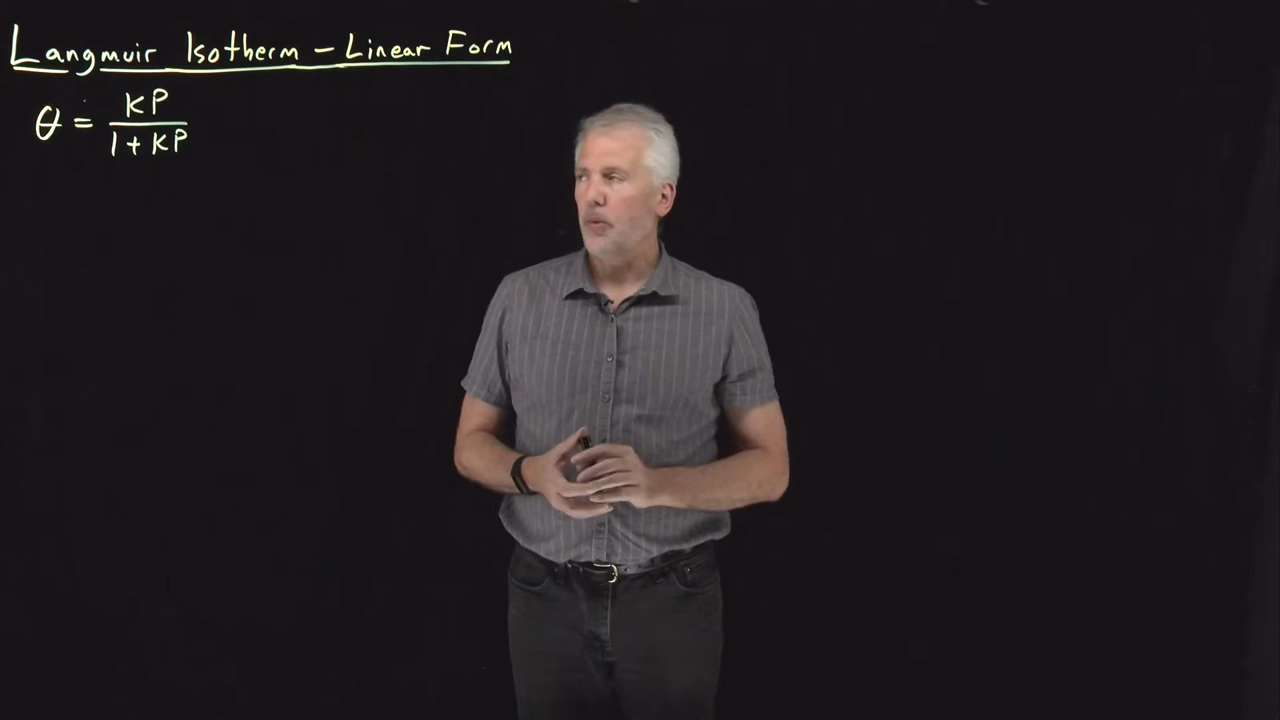 Langmuir Isotherm – Linear Form
θ = KP / 1 + KP